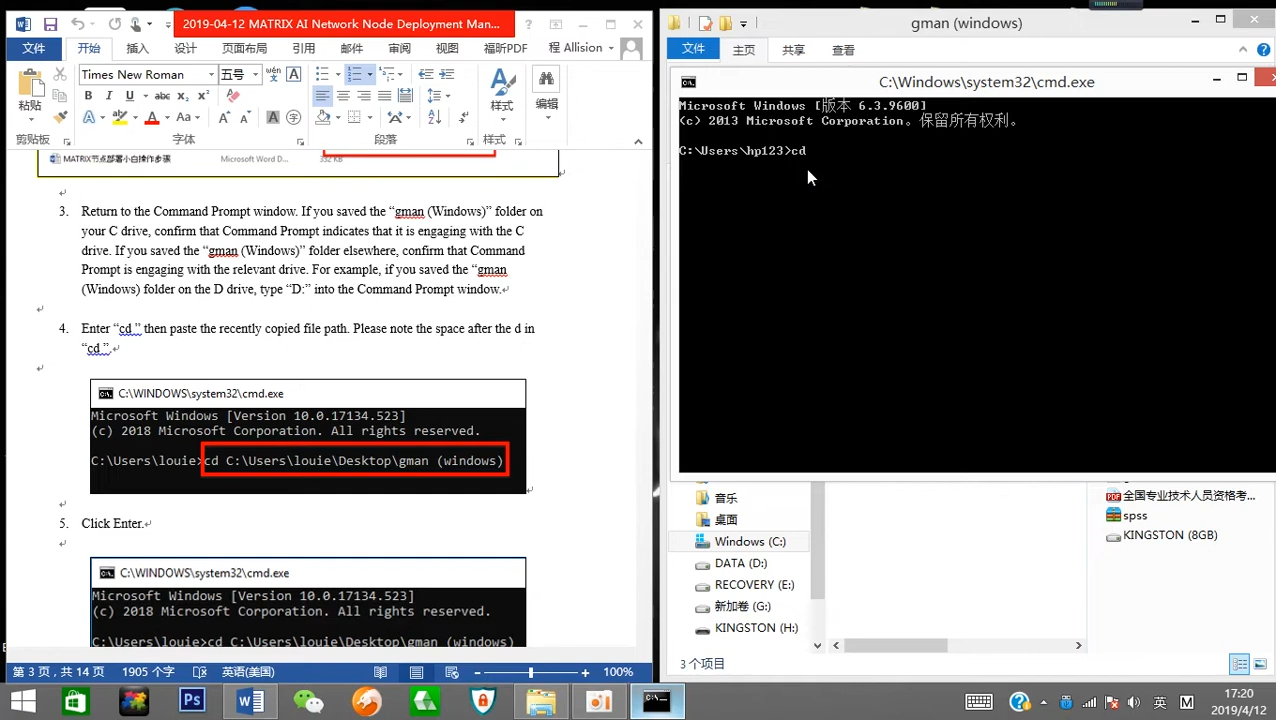 2019-04-12 MATRIX AI Network Node Deployment Man...
文件 开始 插入 设计 页面布局 引用 邮件 审阅 视图 福昕PDF 程 Allision
Times New Roman 五号
粘贴 样式 编辑
剪贴板 字体 段落 样式
MATRIX节点部署小白操作步骤 Microsoft Word D... 332 KB
3. Return to the Command Prompt window. If you saved the “gman (Windows)” folder on
your C drive, confirm that Command Prompt indicates that it is engaging with the C
drive. If you saved the “gman (Windows)” folder elsewhere, confirm that Command
Prompt is engaging with the relevant drive. For example, if you saved the “gman
(Windows) folder on the D drive, type “D:” into the Command Prompt window.
4. Enter “cd ” then paste the recently copied file path. Please note the space after the d in
“cd ”.
C:\WINDOWS\system32\cmd.exe
Microsoft Windows [Version 10.0.17134.523]
(c) 2018 Microsoft Corporation. All rights reserved.
C:\Users\louie>cd C:\Users\louie\Desktop\gman (windows)
5. Click Enter.
C:\WINDOWS\system32\cmd.exe
Microsoft Windows [Version 10.0.17134.523]
(c) 2018 Microsoft Corporation. All rights reserved.
C:\Users\louie>cd C:\Users\louie\Desktop\gman (windows)
第 3 页，共 14 页 1905 个字 英语(美国) 100%
gman (windows)
文件 主页 共享 查看
C:\Windows\system32\cmd.exe
Microsoft Windows [版本 6.3.9600]
(c) 2013 Microsoft Corporation。保留所有权利。
C:\Users\hp123>cd
音乐
桌面
Windows (C:)
DATA (D:)
RECOVERY (E:)
新加卷 (G:)
KINGSTON (H:)
全国专业技术人员资格考...
spss
KINGSTON (8GB)
3 个项目
英 M
17:20
2019/4/12